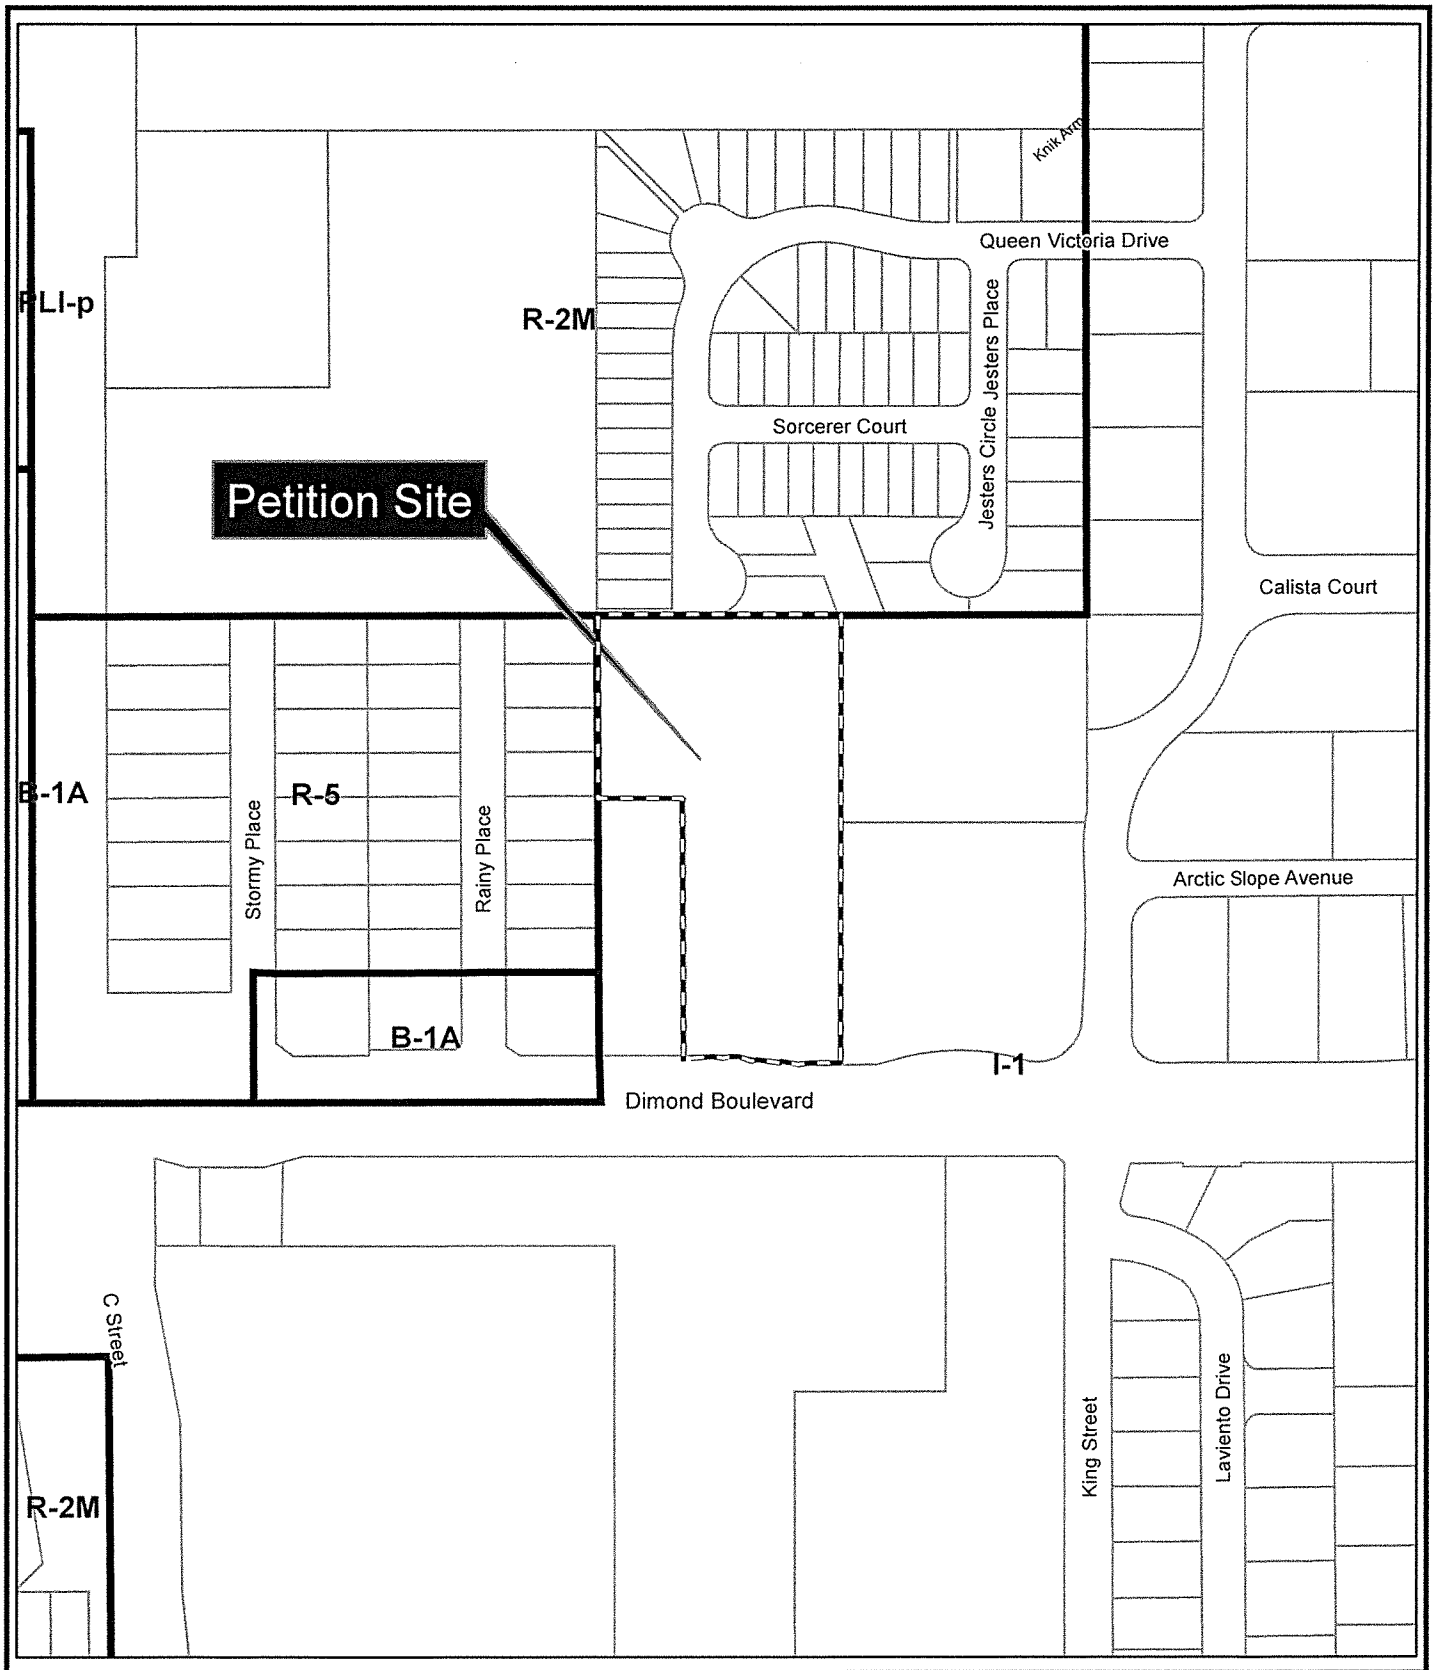 Knik Arm
Queen Victoria Drive
PLI-p
R-2M
Jesters Circle Jesters Place
Sorcerer Court
Petition Site
Calista Court
B-1A
R-5
Stormy Place
Rainy Place
Arctic Slope Avenue
B-1A
I-1
Dimond Boulevard
C Street
King Street
Laviento Drive
R-2M